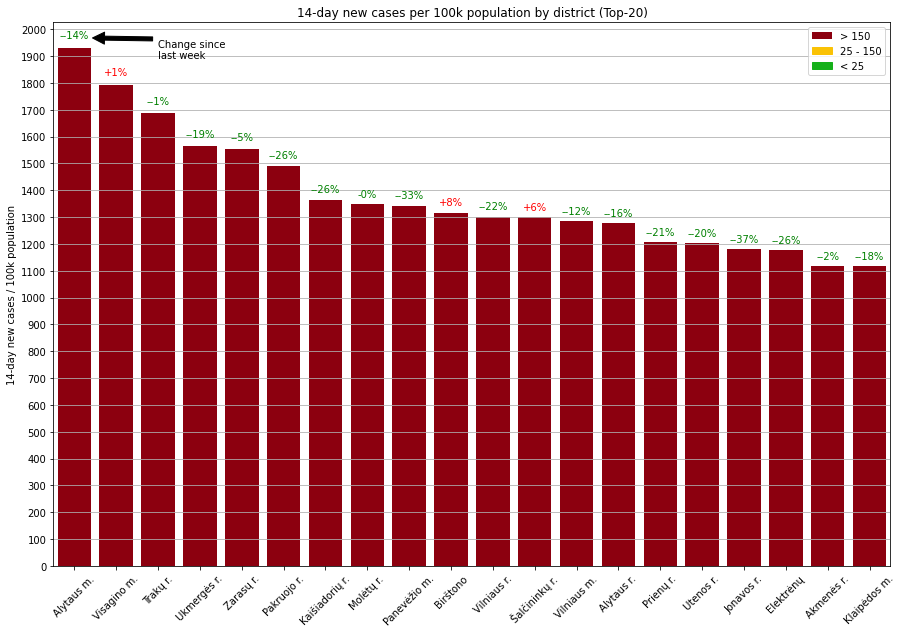 14-day new cases per 100k population by district (Top-20)
14-day new cases / 100k population
2000
1900
1800
1700
1600
1500
1400
1300
1200
1100
1000
900
800
700
600
500
400
300
200
100
0
−14%
+1%
−1%
−19%
−5%
−26%
−26%
-0%
−33%
+8%
−22%
+6%
−12%
−16%
−21%
−20%
−37%
−26%
−2%
−18%
Change since
last week
> 150
25 - 150
< 25
Alytaus m.
Visagino m.
Trakų r.
Ukmergės r.
Zarasų r.
Pakruojo r.
Kaišiadorių r.
Molėtų r.
Panevėžio m.
Birštono
Vilniaus r.
Šalčininkų r.
Vilniaus m.
Alytaus r.
Prienų r.
Utenos r.
Jonavos r.
Elektrėnų
Akmenės r.
Klaipėdos m.